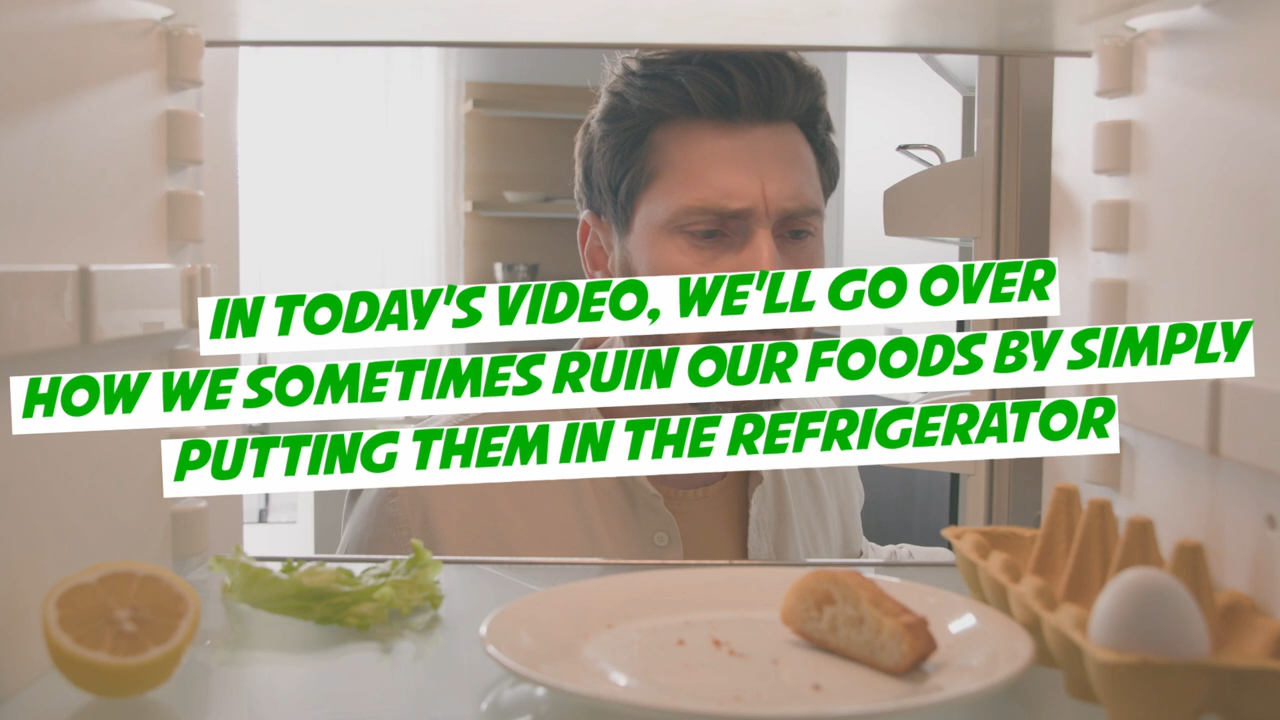 IN TODAY'S VIDEO, WE'LL GO OVER
HOW WE SOMETIMES RUIN OUR FOODS BY SIMPLY
PUTTING THEM IN THE REFRIGERATOR